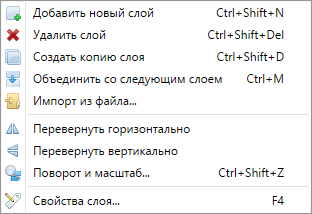 Добавить новый слой Ctrl+Shift+N
Удалить слой Ctrl+Shift+Del
Создать копию слоя Ctrl+Shift+D
Объединить со следующим слоем Ctrl+M
Импорт из файла...
Перевернуть горизонтально
Перевернуть вертикально
Поворот и масштаб... Ctrl+Shift+Z
Свойства слоя... F4